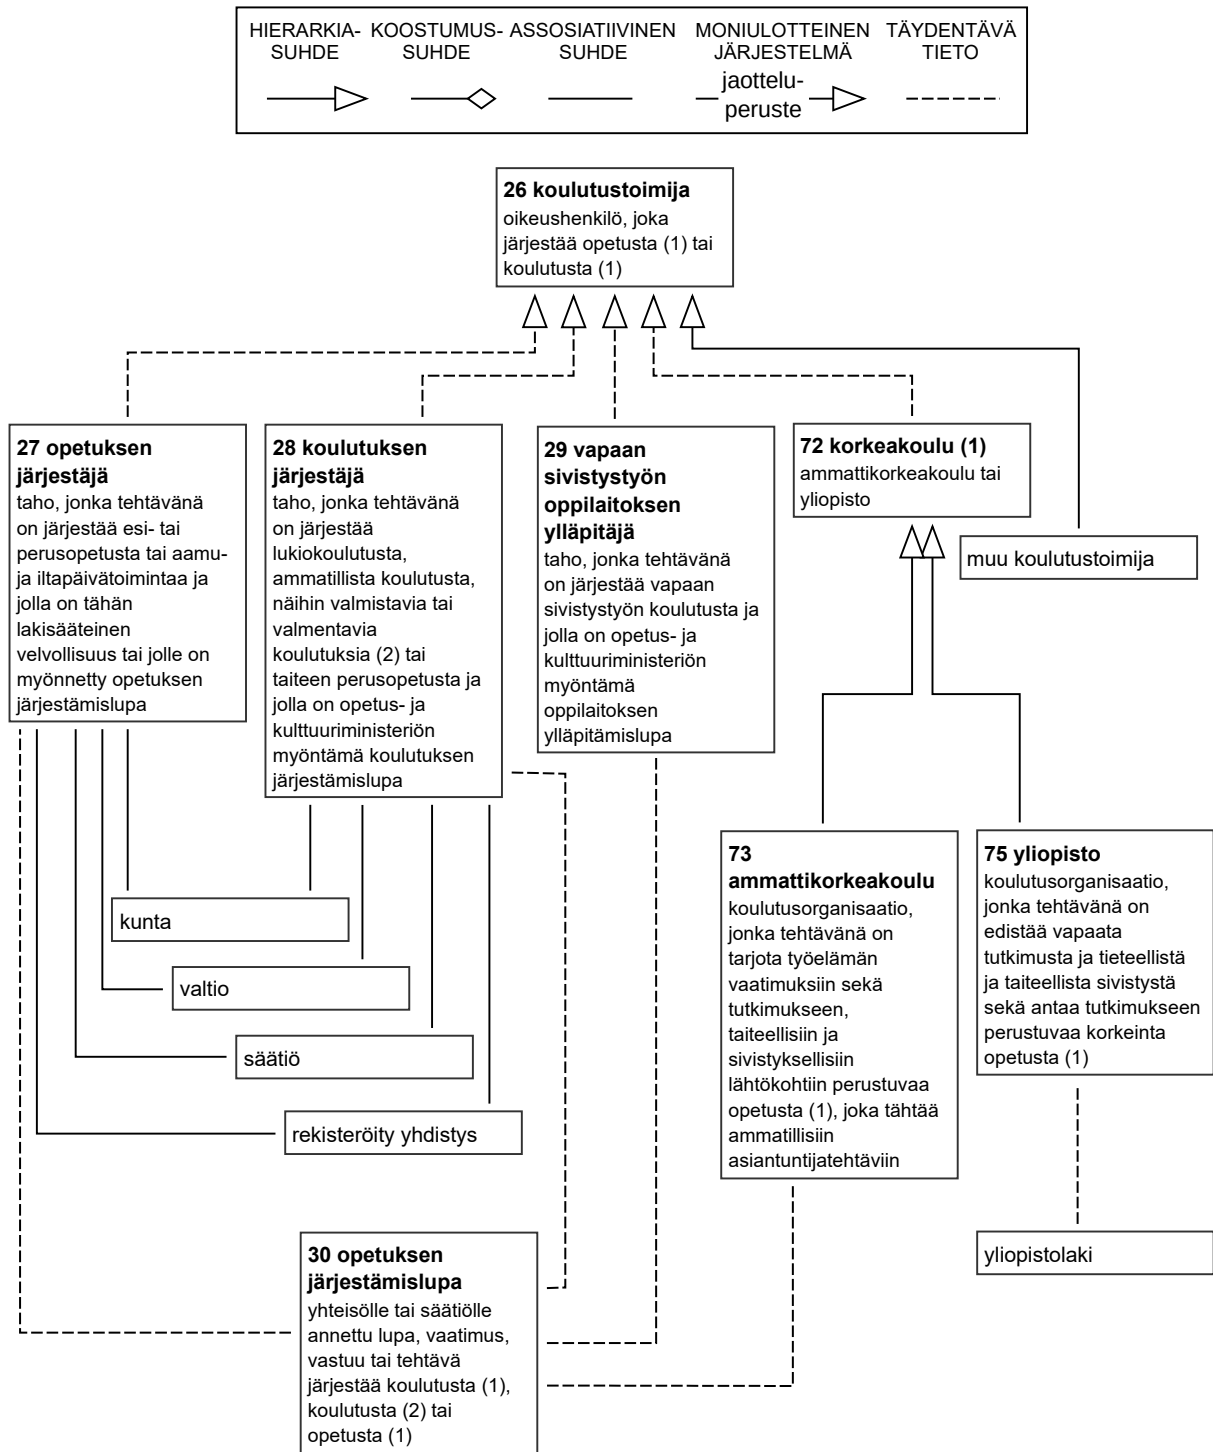 HIERARKIA-
SUHDE
KOOSTUMUS-
SUHDE
ASSOSIATIIVINEN
SUHDE
MONIULOTTEINEN
JÄRJESTELMÄ
TÄYDENTÄVÄ
TIETO
jaottelu-
peruste
26 koulutustoimija
oikeushenkilö, joka
järjestää opetusta (1) tai
koulutusta (1)
27 opetuksen
järjestäjä
taho, jonka tehtävänä
on järjestää esi- tai
perusopetusta tai aamu-
ja iltapäivätoimintaa ja
jolla on tähän
lakisääteinen
velvollisuus tai jolle on
myönnetty opetuksen
järjestämislupa
28 koulutuksen
järjestäjä
taho, jonka tehtävänä
on järjestää
lukiokoulutusta,
ammatillista koulutusta,
näihin valmistavia tai
valmentavia
koulutuksia (2) tai
taiteen perusopetusta ja
jolla on opetus- ja
kulttuuriministeriön
myöntämä koulutuksen
järjestämislupa
29 vapaan
sivistystyön
oppilaitoksen
ylläpitäjä
taho, jonka tehtävänä
on järjestää vapaan
sivistystyön koulutusta ja
jolla on opetus- ja
kulttuuriministeriön
myöntämä
oppilaitoksen
ylläpitämislupa
72 korkeakoulu (1)
ammattikorkeakoulu tai
yliopisto
muu koulutustoimija
73
ammattikorkeakoulu
koulutusorganisaatio,
jonka tehtävänä on
tarjota työelämän
vaatimuksiin sekä
tutkimukseen,
taiteellisiin ja
sivistyksellisiin
lähtökohtiin perustuvaa
opetusta (1), joka tähtää
ammatillisiin
asiantuntijatehtäviin
75 yliopisto
koulutusorganisaatio,
jonka tehtävänä on
edistää vapaata
tutkimusta ja tieteellistä
ja taiteellista sivistystä
sekä antaa tutkimukseen
perustuvaa korkeinta
opetusta (1)
kunta
valtio
säätiö
rekisteröity yhdistys
30 opetuksen
järjestämislupa
yhteisölle tai säätiölle
annettu lupa, vaatimus,
vastuu tai tehtävä
järjestää koulutusta (1),
koulutusta (2) tai
opetusta (1)
yliopistolaki